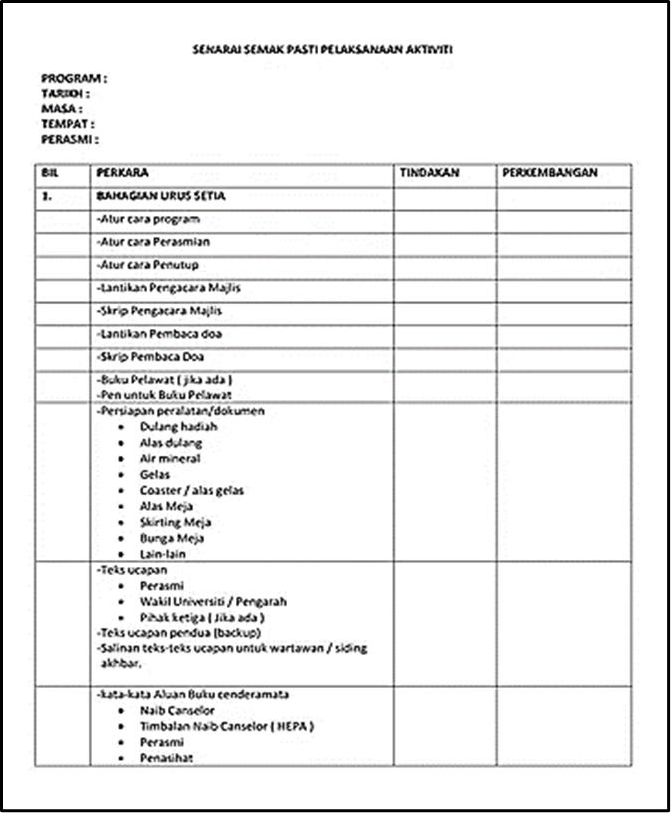 SENARAI SEMAK PASTI PELAKSANAAN AKTIVITI
PROGRAM :
TARIKH :
MASA :
TEMPAT :
PERASMI :
BIL PERKARA TINDAKAN PERKEMBANGAN
1. BAHAGIAN URUS SETIA
-Atur cara program
-Atur cara Perasmian
-Atur cara Penutup
-Lantikan Pengacara Majlis
-Skrip Pengacara Majlis
-Lantikan Pembaca doa
-Skrip Pembaca Doa
-Buku Pelawat ( jika ada )
-Pen untuk Buku Pelawat
-Persiapan peralatan/dokumen
• Dulang hadiah
• Alas dulang
• Air mineral
• Gelas
• Coaster / alas gelas
• Alas Meja
• Skirting Meja
• Bunga Meja
• Lain-lain
-Teks ucapan
• Perasmi
• Wakil Universiti / Pengarah
• Pihak ketiga ( Jika ada )
-Teks ucapan pendua (backup)
-Salinan teks-teks ucapan untuk wartawan / siding
akhbar.
-kata-kata Aluan Buku cenderamata
• Naib Canselor
• Timbalan Naib Canselor ( HEPA )
• Perasmi
• Penasihat